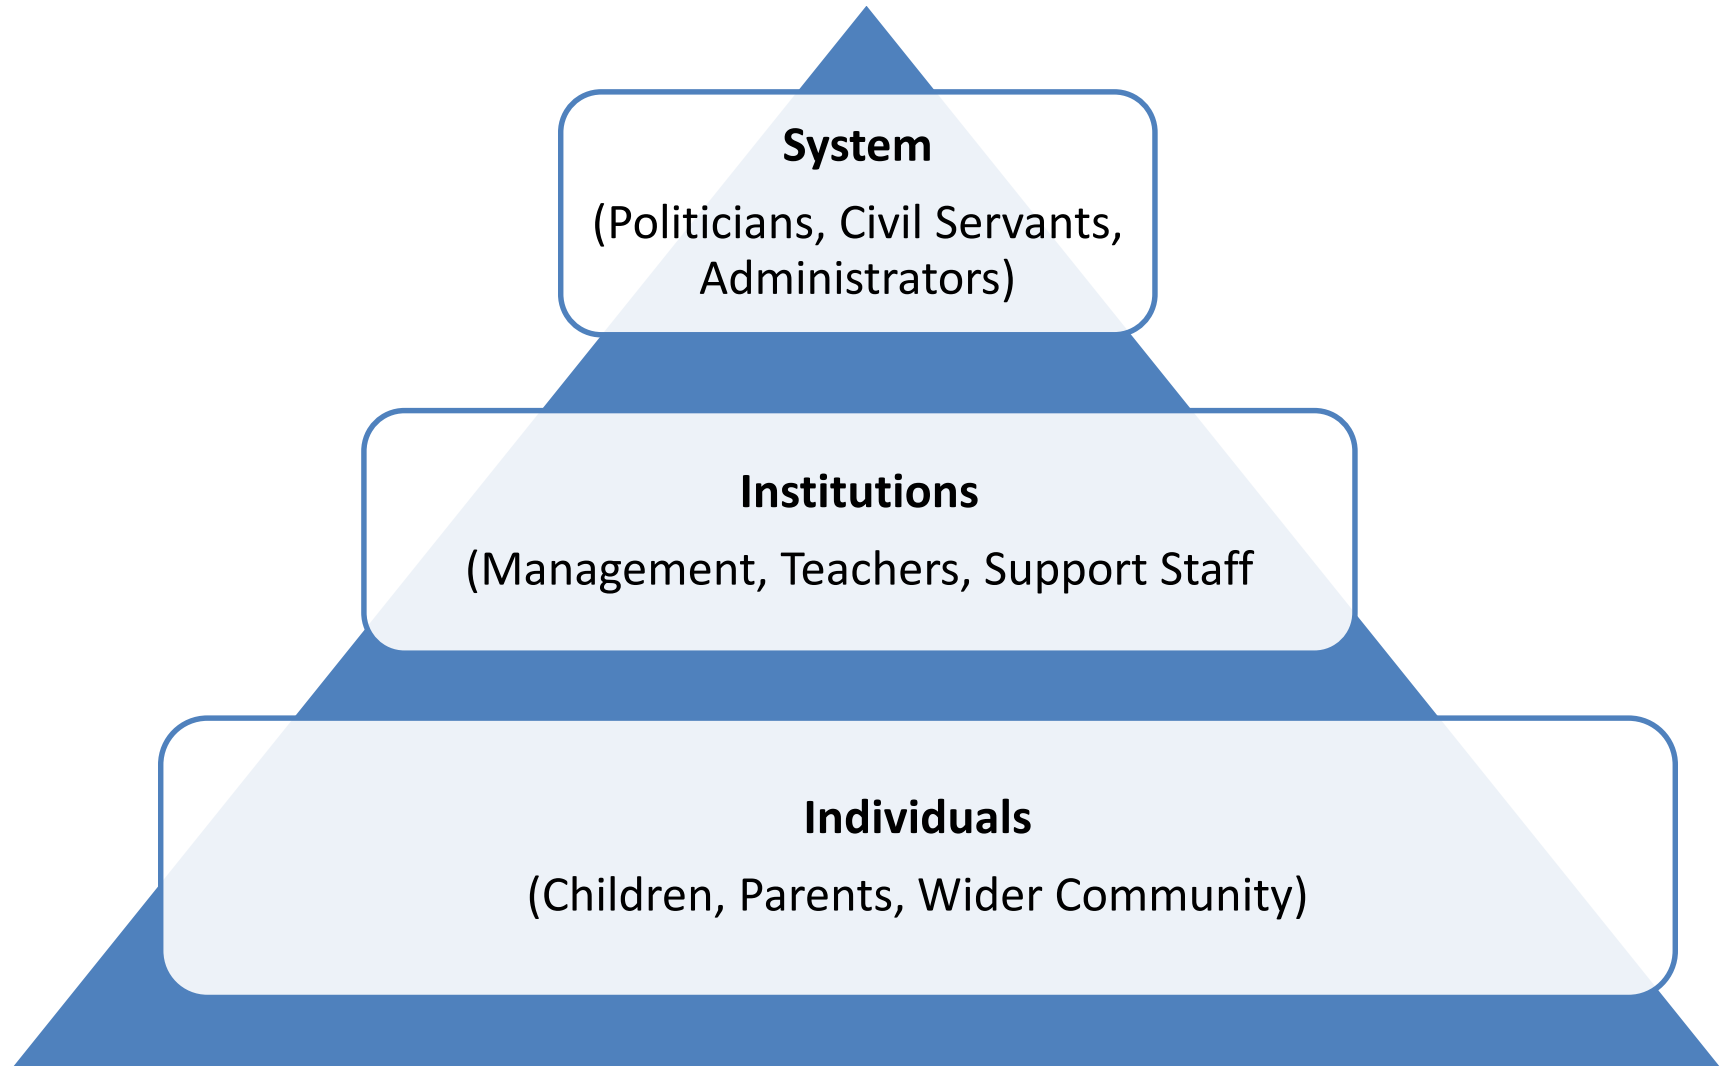 System
(Politicians, Civil Servants,
Administrators)
Institutions
(Management, Teachers, Support Staff
Individuals
(Children, Parents, Wider Community)